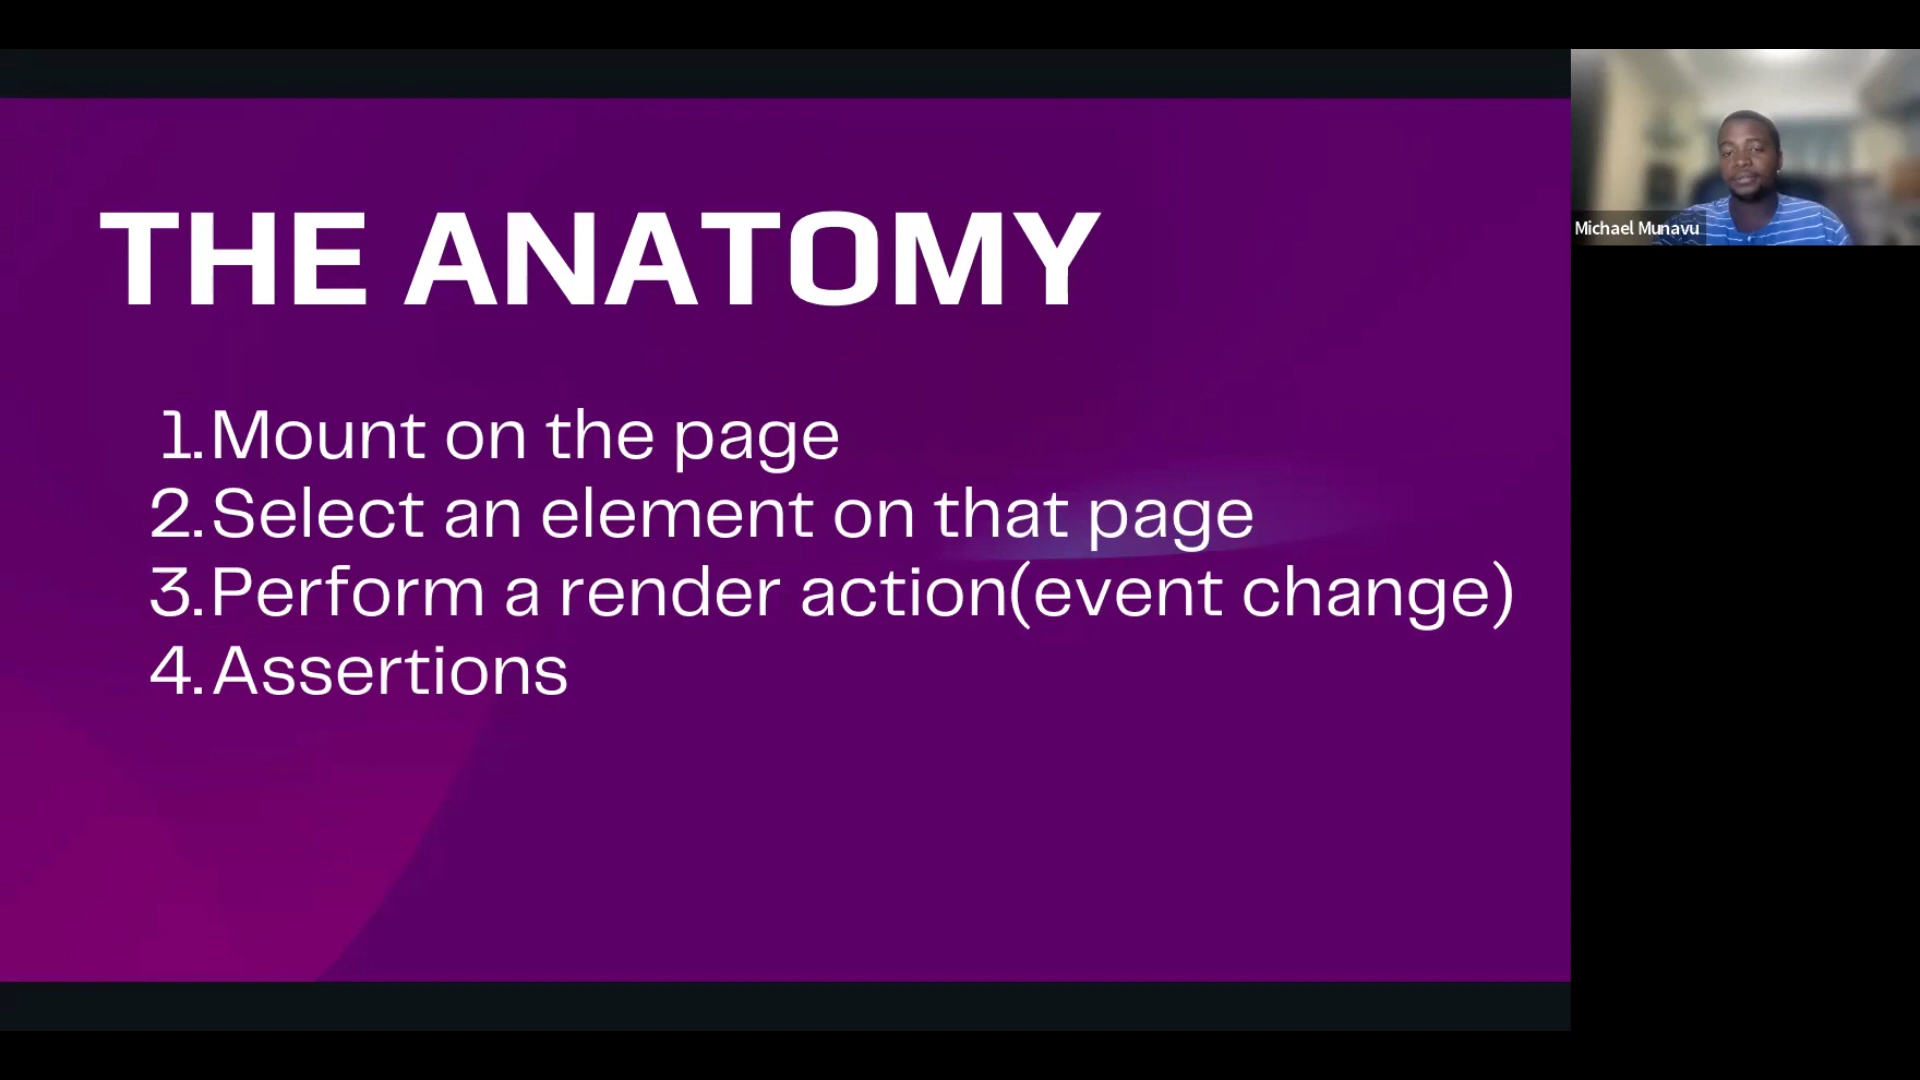 THE ANATOMY
1.Mount on the page
2.Select an element on that page
3.Perform a render action(event change)
4.Assertions
Michael Munavu